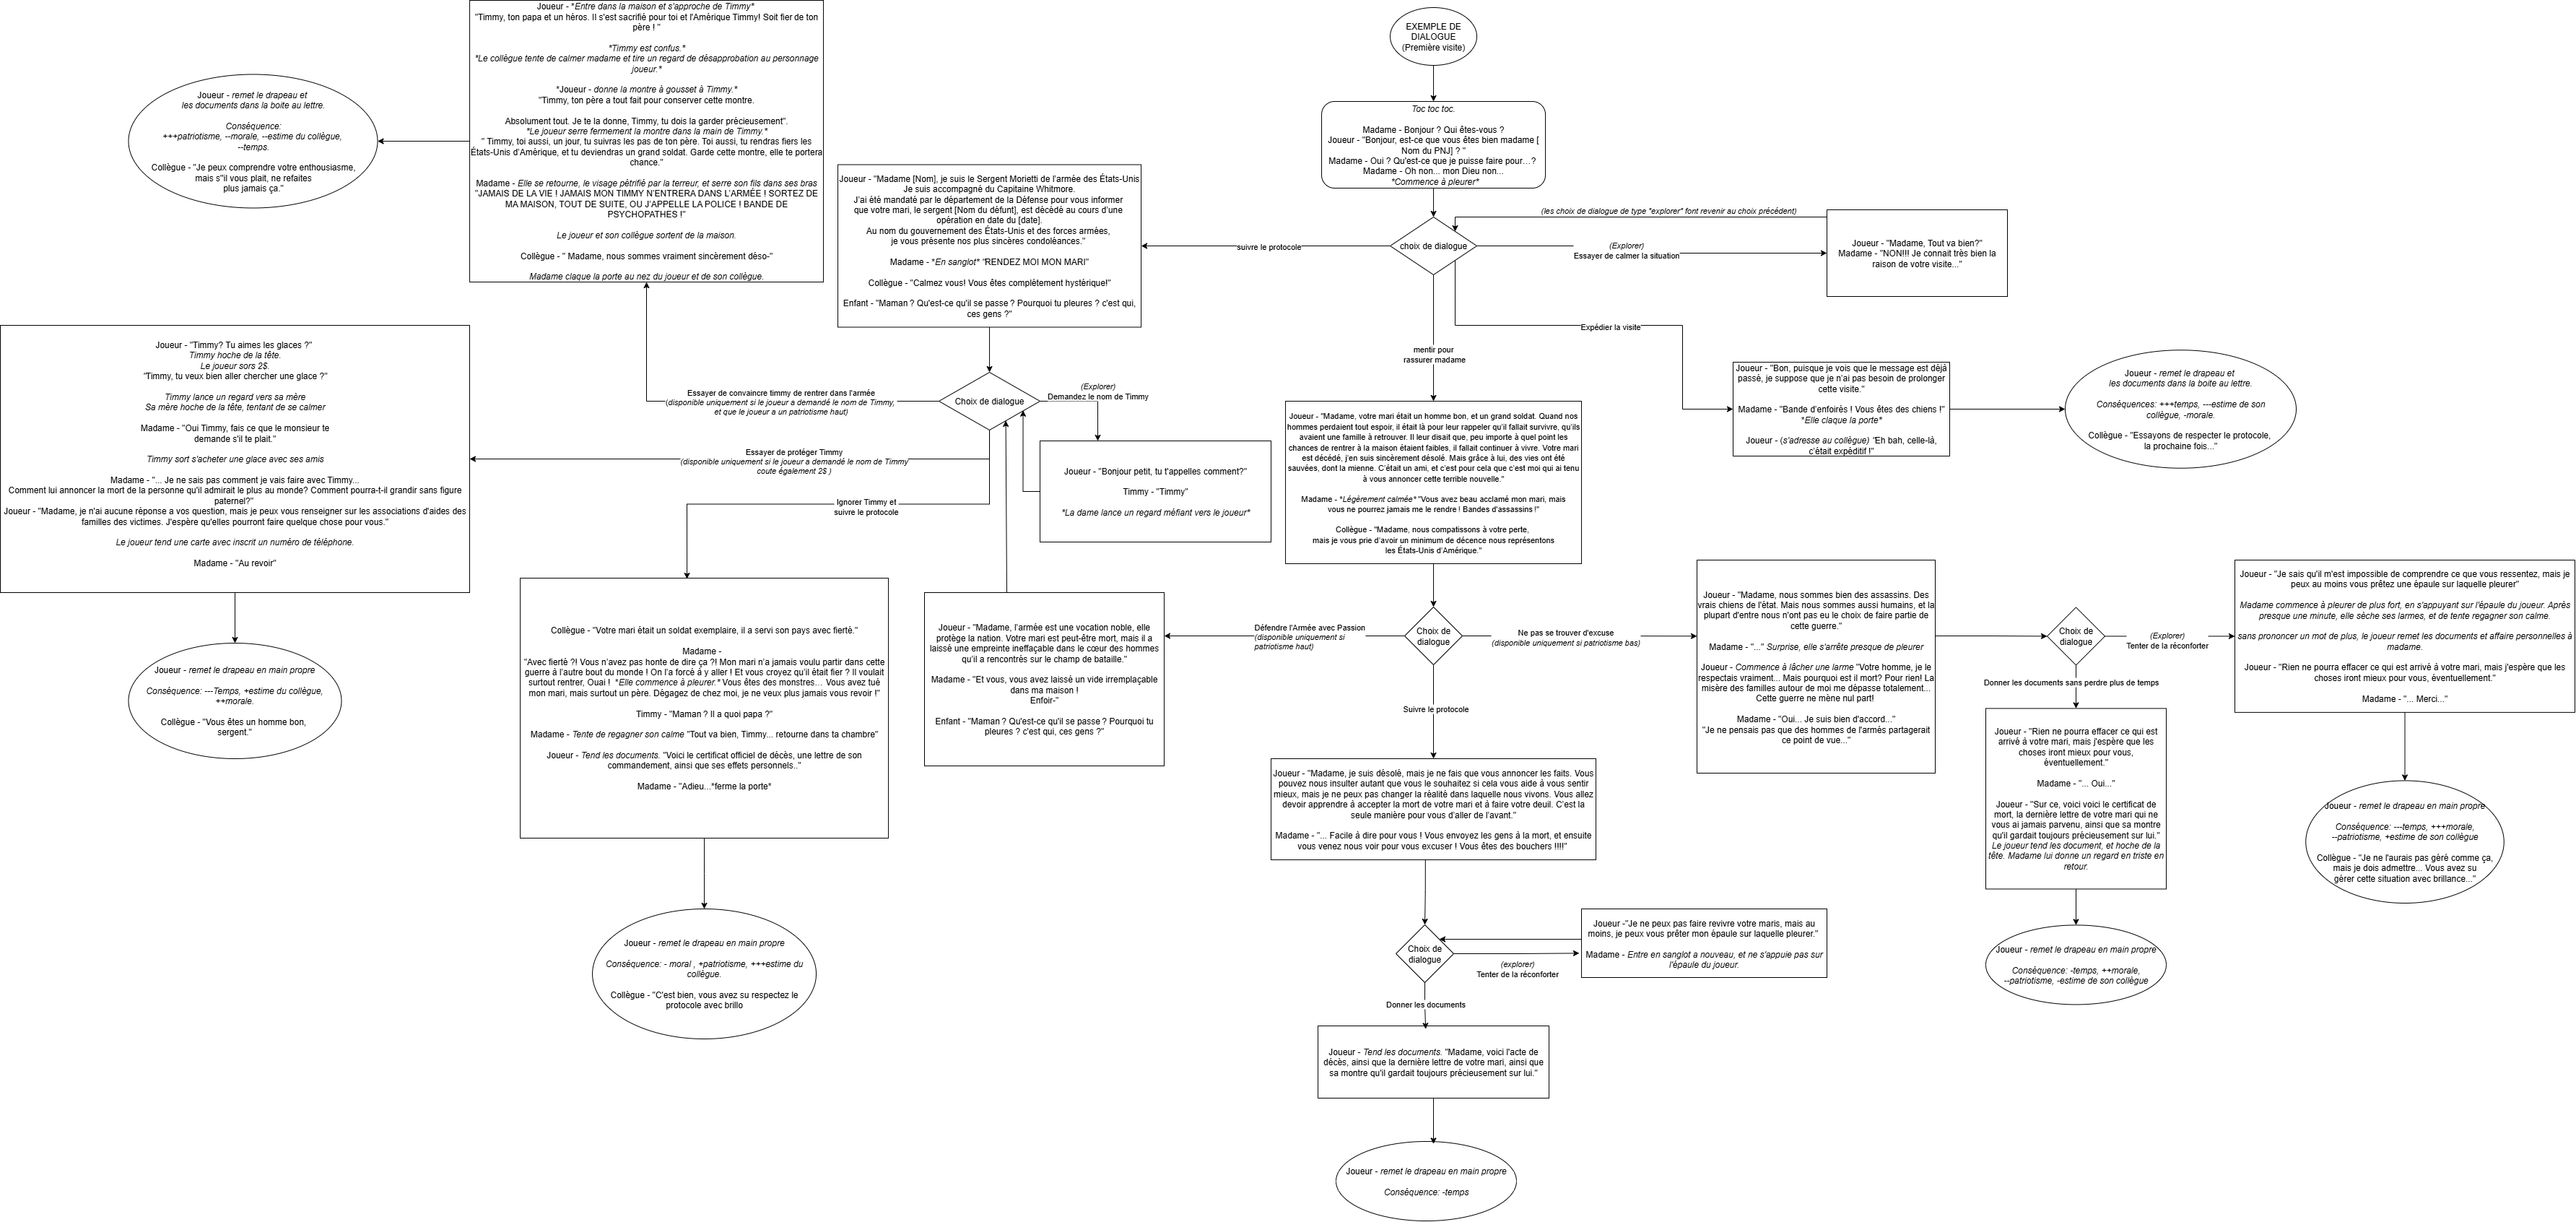 EXEMPLE DE
DIALOGUE
(Première visite)
Toc toc toc.
Madame - Bonjour ? Qui êtes-vous ?
Joueur - "Bonjour, est-ce que vous êtes bien madame [
Nom du PNJ] ? "
Madame - Oui ? Qu'est-ce que je puisse faire pour…?
Madame - Oh non... mon Dieu non...
*Commence à pleurer*
choix de dialogue
(les choix de dialogue de type "explorer" font revenir au choix précédent)
(Explorer)
Essayer de calmer la situation
Joueur - "Madame, Tout va bien?"
Madame - "NON!!! Je connait très bien la
raison de votre visite..."
Expédier la visite
Joueur - "Bon, puisque je vois que le message est déjà
passé, je suppose que je n'ai pas besoin de prolonger
cette visite."
Madame - "Bande d'enfoirés ! Vous êtes des chiens !"
*Elle claque la porte*
Joueur - (s'adresse au collègue) "Eh bah, celle-là,
c'était expéditif !"
Joueur - remet le drapeau et
les documents dans la boite au lettre.
Conséquences: +++temps, ---estime de son
collègue, -morale.
Collègue - "Essayons de respecter le protocole,
la prochaine fois..."
suivre le protocole
Joueur - "Madame [Nom], je suis le Sergent Morietti de l'armée des États-Unis
Je suis accompagné du Capitaine Whitmore.
J'ai été mandaté par le département de la Défense pour vous informer
que votre mari, le sergent [Nom du défunt], est décédé au cours d'une
opération en date du [date].
Au nom du gouvernement des États-Unis et des forces armées,
je vous présente nos plus sincères condoléances."
Madame - *En sanglot* "RENDEZ MOI MON MARI"
Collègue - "Calmez vous! Vous êtes complètement hystérique!"
Enfant - "Maman ? Qu'est-ce qu'il se passe ? Pourquoi tu pleures ? c'est qui,
ces gens ?"
Choix de dialogue
(Explorer)
Demandez le nom de Timmy
Joueur - "Bonjour petit, tu t'appelles comment?"
Timmy - "Timmy"
*La dame lance un regard méfiant vers le joueur*
Essayer de convaincre timmy de rentrer dans l'armée
(disponible uniquement si le joueur a demandé le nom de Timmy,
et que le joueur a un patriotisme haut)
Joueur - *Entre dans la maison et s'approche de Timmy*
"Timmy, ton papa et un héros. Il s'est sacrifié pour toi et l'Amérique Timmy! Soit fier de ton
père ! "
*Timmy est confus.*
*Le collègue tente de calmer madame et tire un regard de désapprobation au personnage
joueur.*
*Joueur - donne la montre à gousset à Timmy.*
"Timmy, ton père a tout fait pour conserver cette montre.
Absolument tout. Je te la donne, Timmy, tu dois la garder précieusement".
*Le joueur serre fermement la montre dans la main de Timmy.*
" Timmy, toi aussi, un jour, tu suivras les pas de ton père. Toi aussi, tu rendras fiers les
États-Unis d'Amérique, et tu deviendras un grand soldat. Garde cette montre, elle te portera
chance."
Madame - Elle se retourne, le visage pétrifié par la terreur, et serre son fils dans ses bras
"JAMAIS DE LA VIE ! JAMAIS MON TIMMY N'ENTRERA DANS L'ARMÉE ! SORTEZ DE
MA MAISON, TOUT DE SUITE, OU J'APPELLE LA POLICE ! BANDE DE
PSYCHOPATHES !"
Le joueur et son collègue sortent de la maison.
Collègue - " Madame, nous sommes vraiment sincèrement déso-"
Madame claque la porte au nez du joueur et de son collègue.
Joueur - remet le drapeau et
les documents dans la boite au lettre.
Conséquence:
+++patriotisme, --morale, --estime du collègue,
--temps.
Collègue - "Je peux comprendre votre enthousiasme,
mais s"il vous plait, ne refaites
plus jamais ça."
Essayer de protéger Timmy
(disponible uniquement si le joueur a demandé le nom de Timmy
coute également 2$ )
Joueur - "Timmy? Tu aimes les glaces ?"
Timmy hoche de la tête.
Le joueur sors 2$.
"Timmy, tu veux bien aller chercher une glace ?"
Timmy lance un regard vers sa mère
Sa mère hoche de la tête, tentant de se calmer
Madame - "Oui Timmy, fais ce que le monsieur te
demande s'il te plait."
Timmy sort s'acheter une glace avec ses amis
Madame - "... Je ne sais pas comment je vais faire avec Timmy...
Comment lui annoncer la mort de la personne qu'il admirait le plus au monde? Comment pourra-t-il grandir sans figure
paternel?"
Joueur - "Madame, je n'ai aucune réponse a vos question, mais je peux vous renseigner sur les associations d'aides des
familles des victimes. J'espère qu'elles pourront faire quelque chose pour vous."
Le joueur tend une carte avec inscrit un numéro de téléphone.
Madame - "Au revoir"
Joueur - remet le drapeau en main propre
Conséquence: ---Temps, +estime du collègue,
++morale.
Collègue - "Vous êtes un homme bon,
sergent."
Ignorer Timmy et
suivre le protocole
Collègue - "Votre mari était un soldat exemplaire, il a servi son pays avec fierté."
Madame -
"Avec fierté ?! Vous n'avez pas honte de dire ça ?! Mon mari n'a jamais voulu partir dans cette
guerre à l'autre bout du monde ! On l'a forcé à y aller ! Et vous croyez qu'il était fier ? Il voulait
surtout rentrer, Ouai !  *Elle commence à pleurer.* Vous êtes des monstres… Vous avez tué
mon mari, mais surtout un père. Dégagez de chez moi, je ne veux plus jamais vous revoir !"
Timmy - "Maman ? Il a quoi papa ?"
Madame - Tente de regagner son calme "Tout va bien, Timmy... retourne dans ta chambre"
Joueur - Tend les documents. "Voici le certificat officiel de décès, une lettre de son
commandement, ainsi que ses effets personnels.."
Madame - "Adieu...*ferme la porte*
Joueur - remet le drapeau en main propre
Conséquence: - moral , +patriotisme, +++estime du
collègue.
Collègue - "C'est bien, vous avez su respectez le
protocole avec brillo
mentir pour
rassurer madame
Joueur - "Madame, votre mari était un homme bon, et un grand soldat. Quand nos
hommes perdaient tout espoir, il était là pour leur rappeler qu'il fallait survivre, qu'ils
avaient une famille à retrouver. Il leur disait que, peu importe à quel point les
chances de rentrer à la maison étaient faibles, il fallait continuer à vivre. Votre mari
est décédé, j'en suis sincèrement désolé. Mais grâce à lui, des vies ont été
sauvées, dont la mienne. C'était un ami, et c'est pour cela que c'est moi qui ai tenu
à vous annoncer cette terrible nouvelle."
Madame - *Légèrement calmée* "Vous avez beau acclamé mon mari, mais
vous ne pourrez jamais me le rendre ! Bandes d'assassins !"
Collègue - "Madame, nous compatissons à votre perte,
mais je vous prie d'avoir un minimum de décence nous représentons
les États-Unis d'Amérique."
Choix de
dialogue
Défendre l'Armée avec Passion
(disponible uniquement si
patriotisme haut)
Joueur - "Madame, l'armée est une vocation noble, elle
protège la nation. Votre mari est peut-être mort, mais il a
laissé une empreinte ineffaçable dans le cœur des hommes
qu'il a rencontrés sur le champ de bataille."
Madame - "Et vous, vous avez laissé un vide irremplaçable
dans ma maison !
Enfoir-"
Enfant - "Maman ? Qu'est-ce qu'il se passe ? Pourquoi tu
pleures ? c'est qui, ces gens ?"
Ne pas se trouver d'excuse
(disponible uniquement si patriotisme bas)
Joueur - "Madame, nous sommes bien des assassins. Des
vrais chiens de l'état. Mais nous sommes aussi humains, et la
plupart d'entre nous n'ont pas eu le choix de faire partie de
cette guerre."
Madame - "..." Surprise, elle s'arrête presque de pleurer
Joueur - Commence à lâcher une larme "Votre homme, je le
respectais vraiment... Mais pourquoi est il mort? Pour rien! La
misère des familles autour de moi me dépasse totalement...
Cette guerre ne mène nul part!
Madame - "Oui... Je suis bien d'accord..."
"Je ne pensais pas que des hommes de l'armés partagerait
ce point de vue..."
Choix de
dialogue
(Explorer)
Tenter de la réconforter
Joueur - "Je sais qu'il m'est impossible de comprendre ce que vous ressentez, mais je
peux au moins vous prêtez une épaule sur laquelle pleurer"
Madame commence à pleurer de plus fort, en s'appuyant sur l'épaule du joueur. Après
presque une minute, elle sèche ses larmes, et de tente regagner son calme.
sans prononcer un mot de plus, le joueur remet les documents et affaire personnelles à
madame.
Joueur - "Rien ne pourra effacer ce qui est arrivé à votre mari, mais j'espère que les
choses iront mieux pour vous, éventuellement."
Madame - "... Merci..."
Joueur - remet le drapeau en main propre
Conséquence: ---temps, +++morale,
--patriotisme, +estime de son collègue
Collègue - "Je ne l'aurais pas géré comme ça,
mais je dois admettre... Vous avez su
gérer cette situation avec brillance..."
Donner les documents sans perdre plus de temps
Joueur - "Rien ne pourra effacer ce qui est
arrivé à votre mari, mais j'espère que les
choses iront mieux pour vous,
éventuellement."
Madame - "... Oui..."
Joueur - "Sur ce, voici voici le certificat de
mort, la dernière lettre de votre mari qui ne
vous ai jamais parvenu, ainsi que sa montre
qu'il gardait toujours précieusement sur lui."
Le joueur tend les document, et hoche de la
tête. Madame lui donne un regard en triste en
retour.
Joueur - remet le drapeau en main propre
Conséquence: -temps, ++morale,
--patriotisme, -estime de son collègue
Suivre le protocole
Joueur - "Madame, je suis désolé, mais je ne fais que vous annoncer les faits. Vous
pouvez nous insulter autant que vous le souhaitez si cela vous aide à vous sentir
mieux, mais je ne peux pas changer la réalité dans laquelle nous vivons. Vous allez
devoir apprendre à accepter la mort de votre mari et à faire votre deuil. C'est la
seule manière pour vous d'aller de l'avant."
Madame - "... Facile à dire pour vous ! Vous envoyez les gens à la mort, et ensuite
vous venez nous voir pour vous excuser ! Vous êtes des bouchers !!!!"
Choix de
dialogue
(explorer)
Tenter de la réconforter
Joueur -"Je ne peux pas faire revivre votre maris, mais au
moins, je peux vous prêter mon épaule sur laquelle pleurer."
Madame - Entre en sanglot a nouveau, et ne s'appuie pas sur
l'épaule du joueur.
Donner les documents
Joueur - Tend les documents. "Madame, voici l'acte de
décès, ainsi que la dernière lettre de votre mari, ainsi que
sa montre qu'il gardait toujours précieusement sur lui."
Joueur - remet le drapeau en main propre
Conséquence: -temps